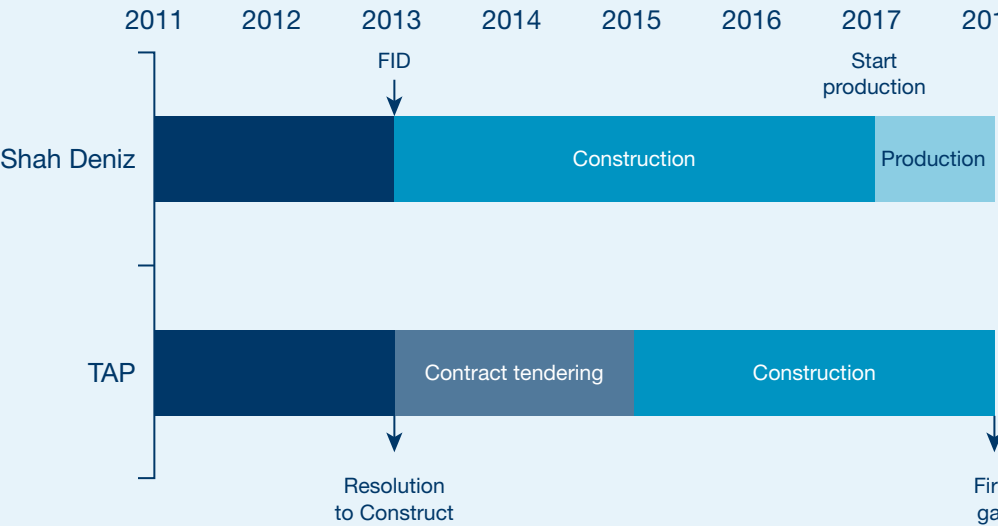 2011 2012 2013 2014 2015 2016 2017
FID
Start
production
Shah Deniz
Construction
Production
TAP
Contract tendering
Construction
Resolution
to Construct